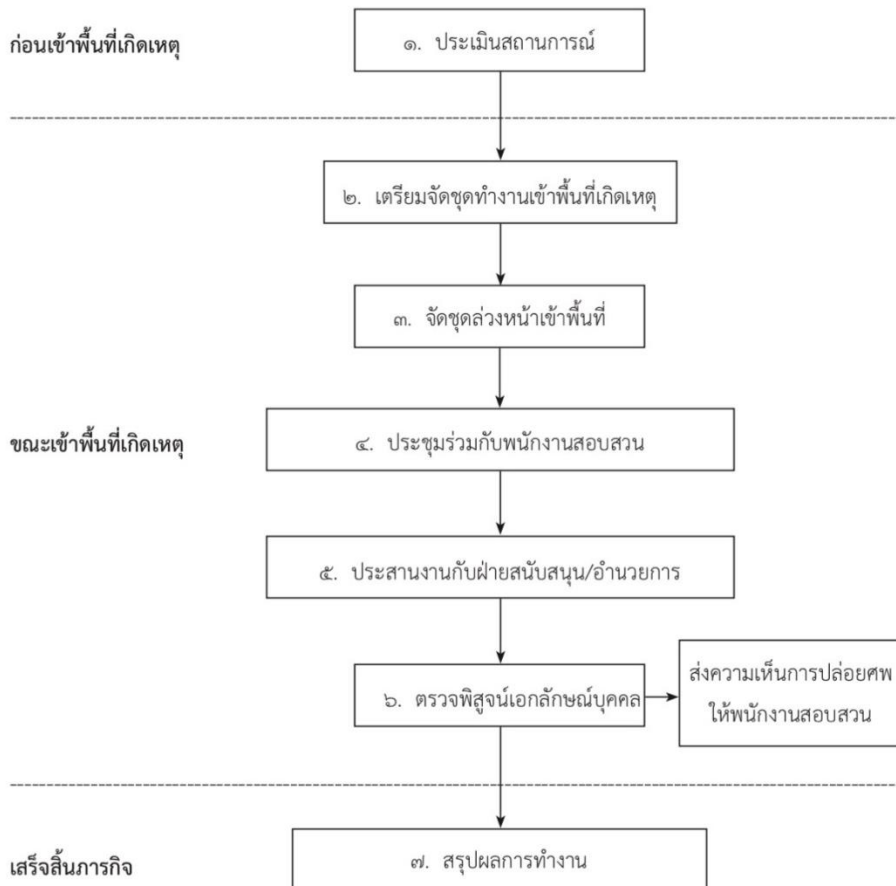 ก่อนเข้าพื้นที่เกิดเหตุ
๑. ประเมินสถานการณ์
๒. เตรียมจัดชุดทำงานเข้าพื้นที่เกิดเหตุ
๓. จัดชุดล่วงหน้าเข้าพื้นที่
ขณะเข้าพื้นที่เกิดเหตุ
๔. ประชุมร่วมกับพนักงานสอบสวน
๕. ประสานงานกับฝ่ายสนับสนุน/อำนวยการ
๖. ตรวจพิสูจน์เอกลักษณ์บุคคล
ส่งความเห็นการปล่อยศพ
ให้พนักงานสอบสวน
เสร็จสิ้นภารกิจ
๗. สรุปผลการทำงาน